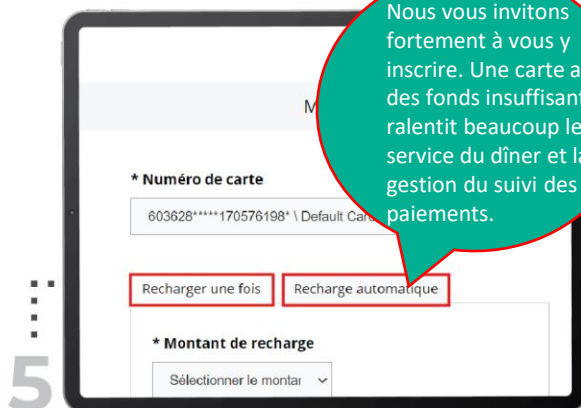 Nous vous invitons
fortement à vous y
inscrire. Une carte a
des fonds insuffisant
ralentit beaucoup le
service du dîner et la
gestion du suivi des
paiements.
M
* Numéro de carte
603628*****170576198* \ Default Car
Recharger une fois
Recharge automatique
* Montant de recharge
Sélectionner le montar
5